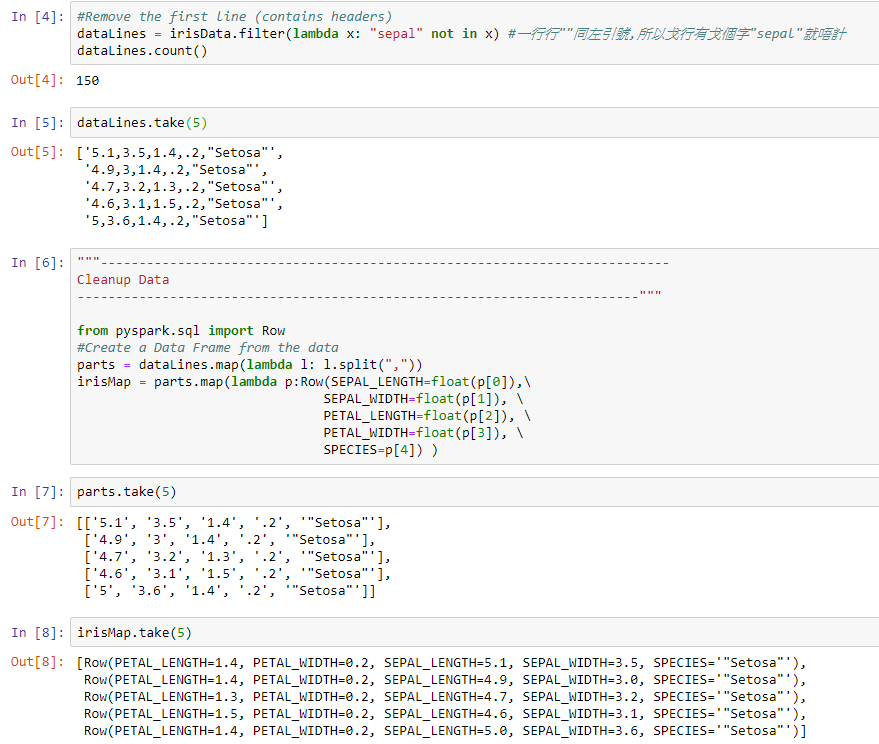 In [4]: #Remove the first line (contains headers)
dataLines = irisData.filter(lambda x: "sepal" not in x) #一行行""同左引號,所以戈行有戈個字"sepal"就唔計
dataLines.count()
Out[4]: 150
In [5]: dataLines.take(5)
Out[5]: ['5.1,3.5,1.4,.2,"Setosa"',
'4.9,3,1.4,.2,"Setosa"',
'4.7,3.2,1.3,.2,"Setosa"',
'4.6,3.1,1.5,.2,"Setosa"',
'5,3.6,1.4,.2,"Setosa"']
In [6]: """--------------------------------------------------------------------------
Cleanup Data
-------------------------------------------------------------------------"""
from pyspark.sql import Row
#Create a Data Frame from the data
parts = dataLines.map(lambda l: l.split(","))
irisMap = parts.map(lambda p:Row(SEPAL_LENGTH=float(p[0]),\
SEPAL_WIDTH=float(p[1]), \
PETAL_LENGTH=float(p[2]), \
PETAL_WIDTH=float(p[3]), \
SPECIES=p[4]) )
In [7]: parts.take(5)
Out[7]: [['5.1', '3.5', '1.4', '.2', '"Setosa"'],
['4.9', '3', '1.4', '.2', '"Setosa"'],
['4.7', '3.2', '1.3', '.2', '"Setosa"'],
['4.6', '3.1', '1.5', '.2', '"Setosa"'],
['5', '3.6', '1.4', '.2', '"Setosa"']]
In [8]: irisMap.take(5)
Out[8]: [Row(PETAL_LENGTH=1.4, PETAL_WIDTH=0.2, SEPAL_LENGTH=5.1, SEPAL_WIDTH=3.5, SPECIES='"Setosa"'),
Row(PETAL_LENGTH=1.4, PETAL_WIDTH=0.2, SEPAL_LENGTH=4.9, SEPAL_WIDTH=3.0, SPECIES='"Setosa"'),
Row(PETAL_LENGTH=1.3, PETAL_WIDTH=0.2, SEPAL_LENGTH=4.7, SEPAL_WIDTH=3.2, SPECIES='"Setosa"'),
Row(PETAL_LENGTH=1.5, PETAL_WIDTH=0.2, SEPAL_LENGTH=4.6, SEPAL_WIDTH=3.1, SPECIES='"Setosa"'),
Row(PETAL_LENGTH=1.4, PETAL_WIDTH=0.2, SEPAL_LENGTH=5.0, SEPAL_WIDTH=3.6, SPECIES='"Setosa"')]